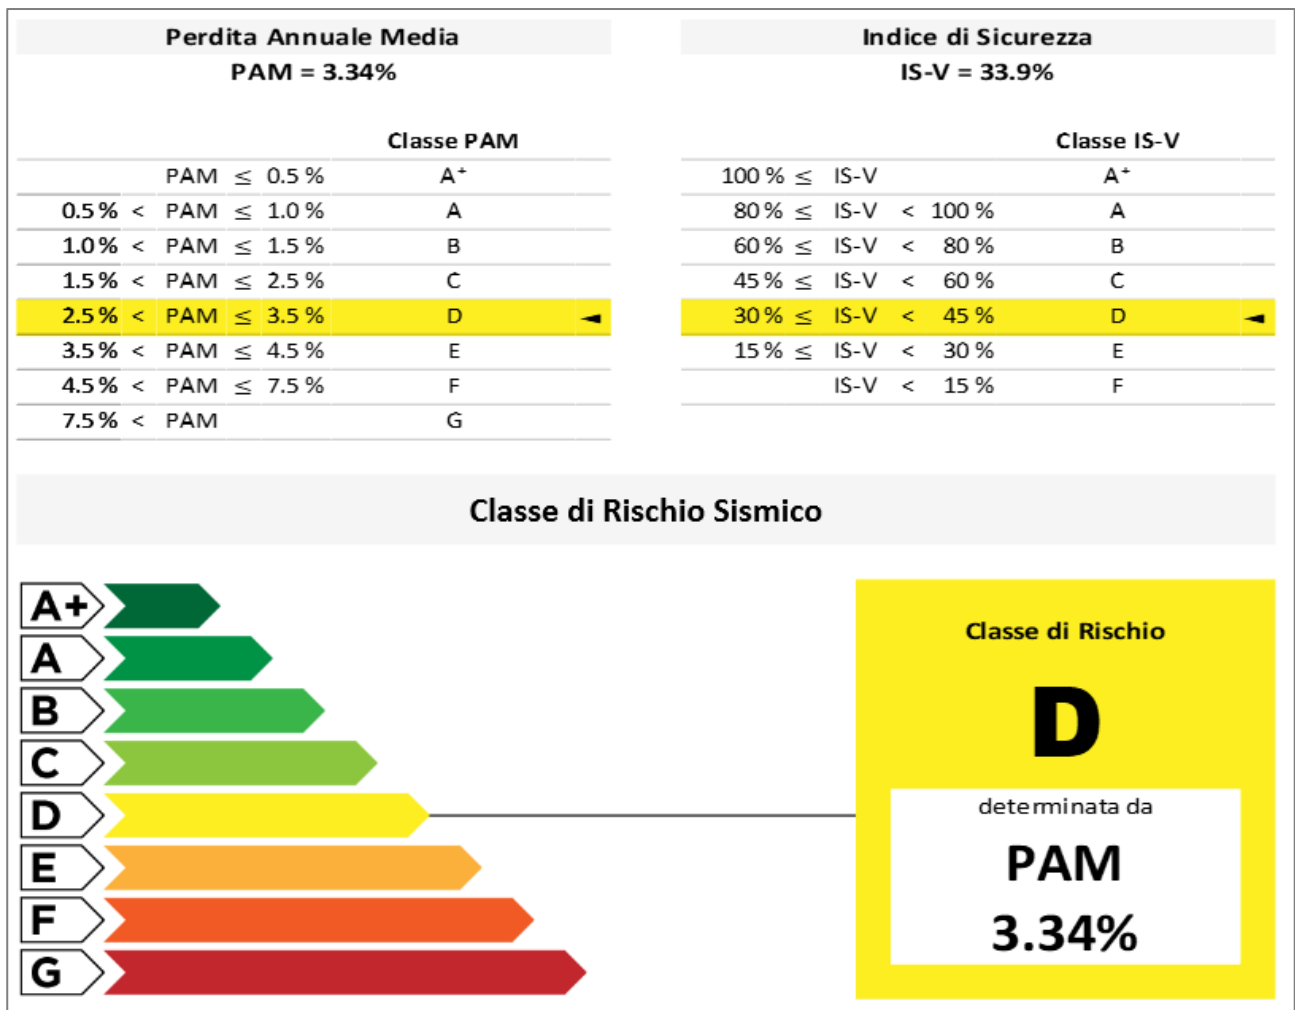 Perdita Annuale Media
PAM = 3.34%
Classe PAM
PAM ≤ 0.5 % A+
0.5 % < PAM ≤ 1.0 % A
1.0 % < PAM ≤ 1.5 % B
1.5 % < PAM ≤ 2.5 % C
2.5 % < PAM ≤ 3.5 % D ◄
3.5 % < PAM ≤ 4.5 % E
4.5 % < PAM ≤ 7.5 % F
7.5 % < PAM G
Indice di Sicurezza
IS-V = 33.9%
Classe IS-V
100 % ≤ IS-V A+
80 % ≤ IS-V < 100 % A
60 % ≤ IS-V < 80 % B
45 % ≤ IS-V < 60 % C
30 % ≤ IS-V < 45 % D ◄
15 % ≤ IS-V < 30 % E
IS-V < 15 % F
Classe di Rischio Sismico
A+
A
B
C
D
E
F
G
Classe di Rischio
D
determinata da
PAM
3.34%